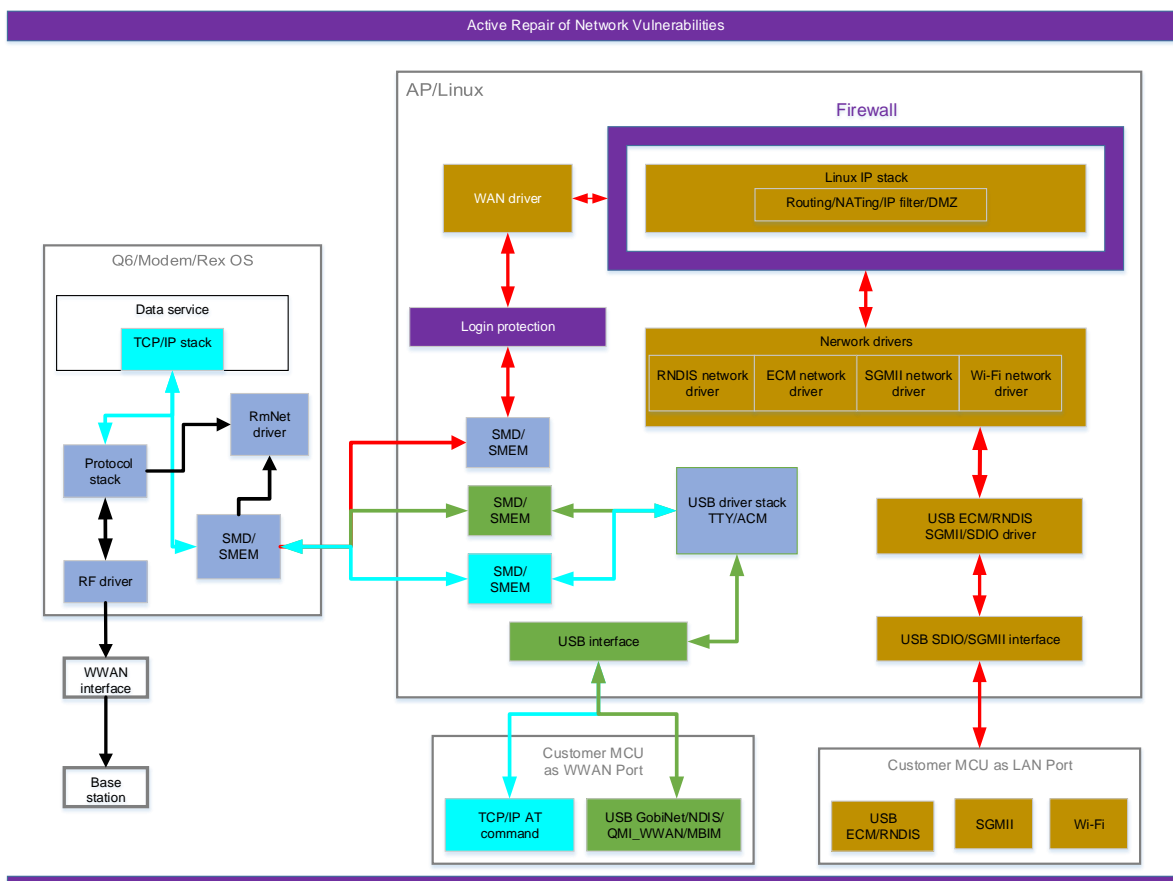 Active Repair of Network Vulnerabilities
AP/Linux
Firewall
Linux IP stack
Routing/NATing/IP filter/DMZ
WAN driver
Q6/Modem/Rex OS
Data service
TCP/IP stack
Login protection
Nerwork drivers
RNDIS network
driver
ECM network
driver
SGMII network
driver
Wi-Fi network
driver
RmNet
driver
Protocol
stack
SMD/
SMEM
SMD/
SMEM
SMD/
SMEM
SMD/
SMEM
USB driver stack
TTY/ACM
USB ECM/RNDIS
SGMII/SDIO driver
RF driver
USB interface
USB SDIO/SGMII interface
WWAN
interface
Base
station
Customer MCU
as WWAN Port
TCP/IP AT
command
USB GobiNet/NDIS/
QMI_WWAN/MBIM
Customer MCU as LAN Port
USB
ECM/RNDIS
SGMII
Wi-Fi